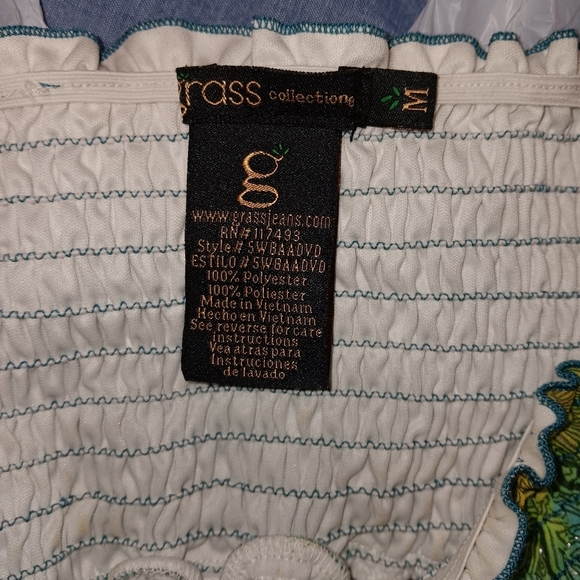 grass collection
M
g
www.grassjeans.com
RN# 117493
Style # 5WBAADVD
ESTILO # 5WBAADVD
100% Polyester
100% Poliester
Made in Vietnam
Hecho en Vietnam
See reverse for care
instructions
Vea atras para
Instruciones
de lavado